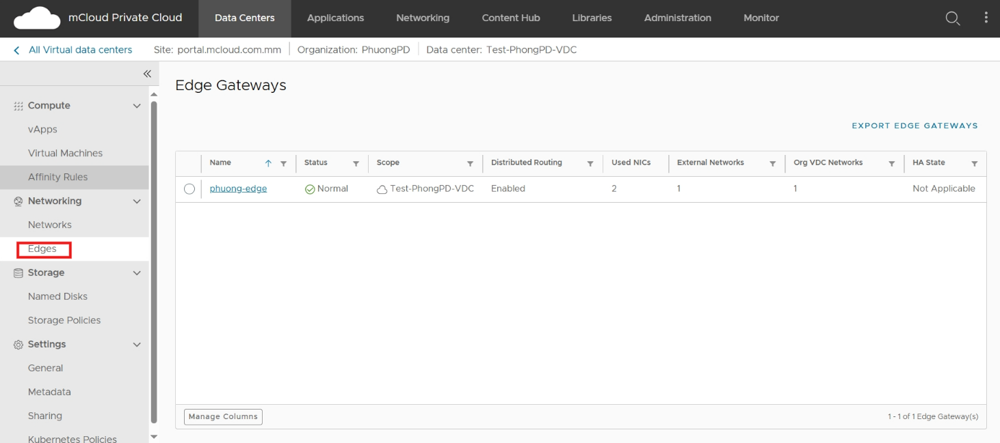 mCloud Private Cloud
Data Centers
Applications
Networking
Content Hub
Libraries
Administration
Monitor
All Virtual data centers
Site: portal.mcloud.com.mm
Organization: PhuongPD
Data center: Test-PhongPD-VDC
Compute
vApps
Virtual Machines
Affinity Rules
Networking
Networks
Edges
Storage
Named Disks
Storage Policies
Settings
General
Metadata
Sharing
Kubernetes Policies
Edge Gateways
EXPORT EDGE GATEWAYS
Name Status Scope Distributed Routing Used NICs External Networks Org VDC Networks HA State
phuong-edge Normal Test-PhongPD-VDC Enabled 2 1 1 Not Applicable
Manage Columns
1 - 1 of 1 Edge Gateway(s)